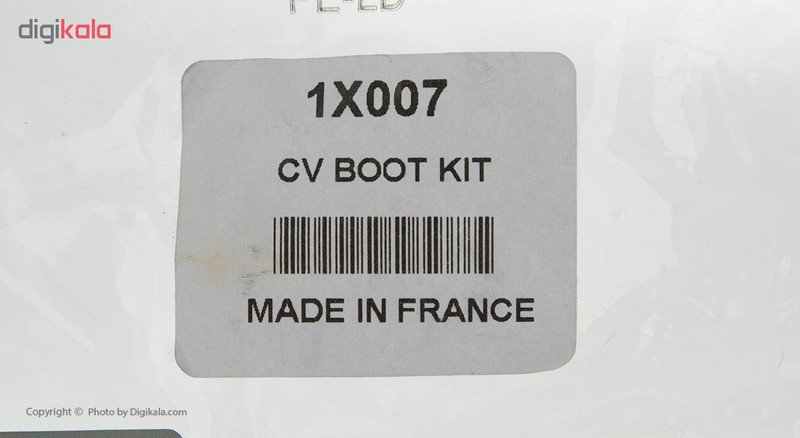 digikala
1X007
CV BOOT KIT
MADE IN FRANCE
Copyright © Photo by Digikala.com